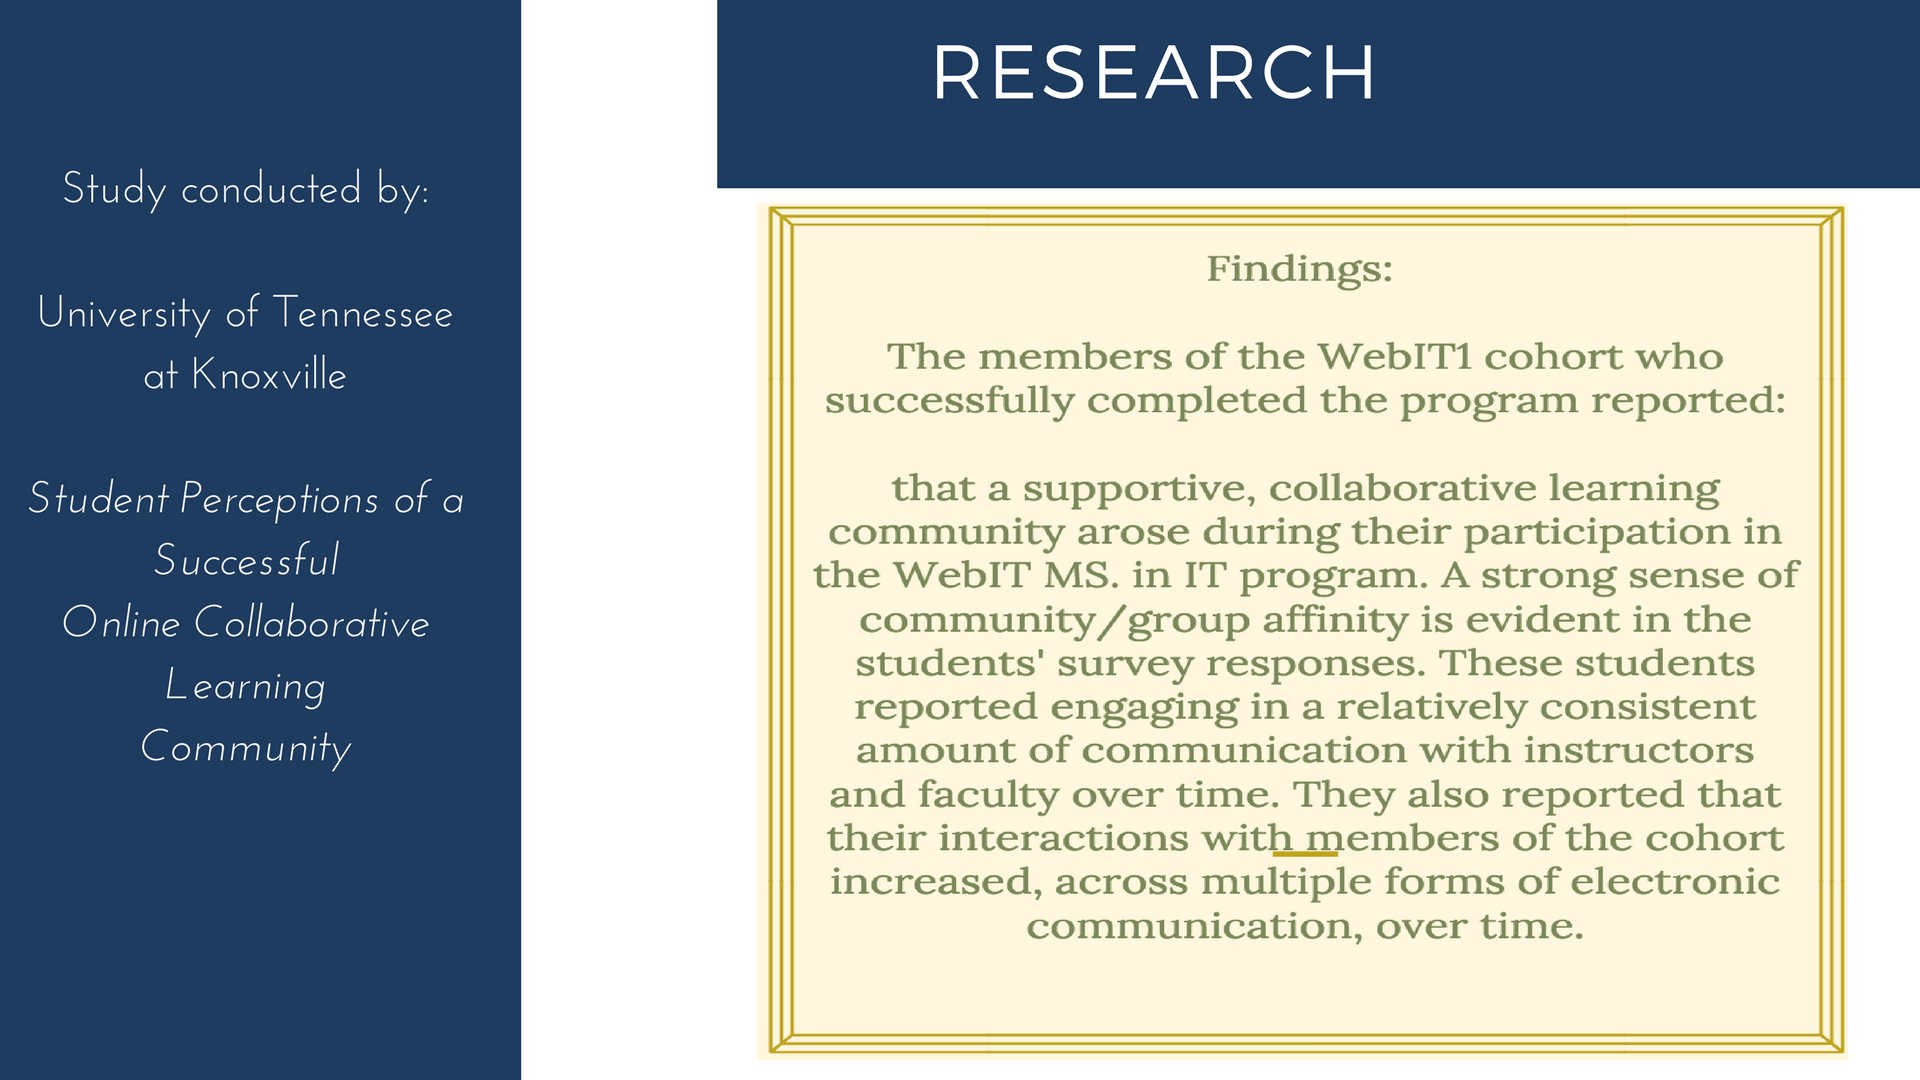 RESEARCH
Study conducted by:
University of Tennessee
at Knoxville
Student Perceptions of a
Successful
Online Collaborative
Learning
Community
Findings:
The members of the WebIT1 cohort who
successfully completed the program reported:
that a supportive, collaborative learning
community arose during their participation in
the WebIT MS. in IT program. A strong sense of
community/group affinity is evident in the
students' survey responses. These students
reported engaging in a relatively consistent
amount of communication with instructors
and faculty over time. They also reported that
their interactions with members of the cohort
increased, across multiple forms of electronic
communication, over time.